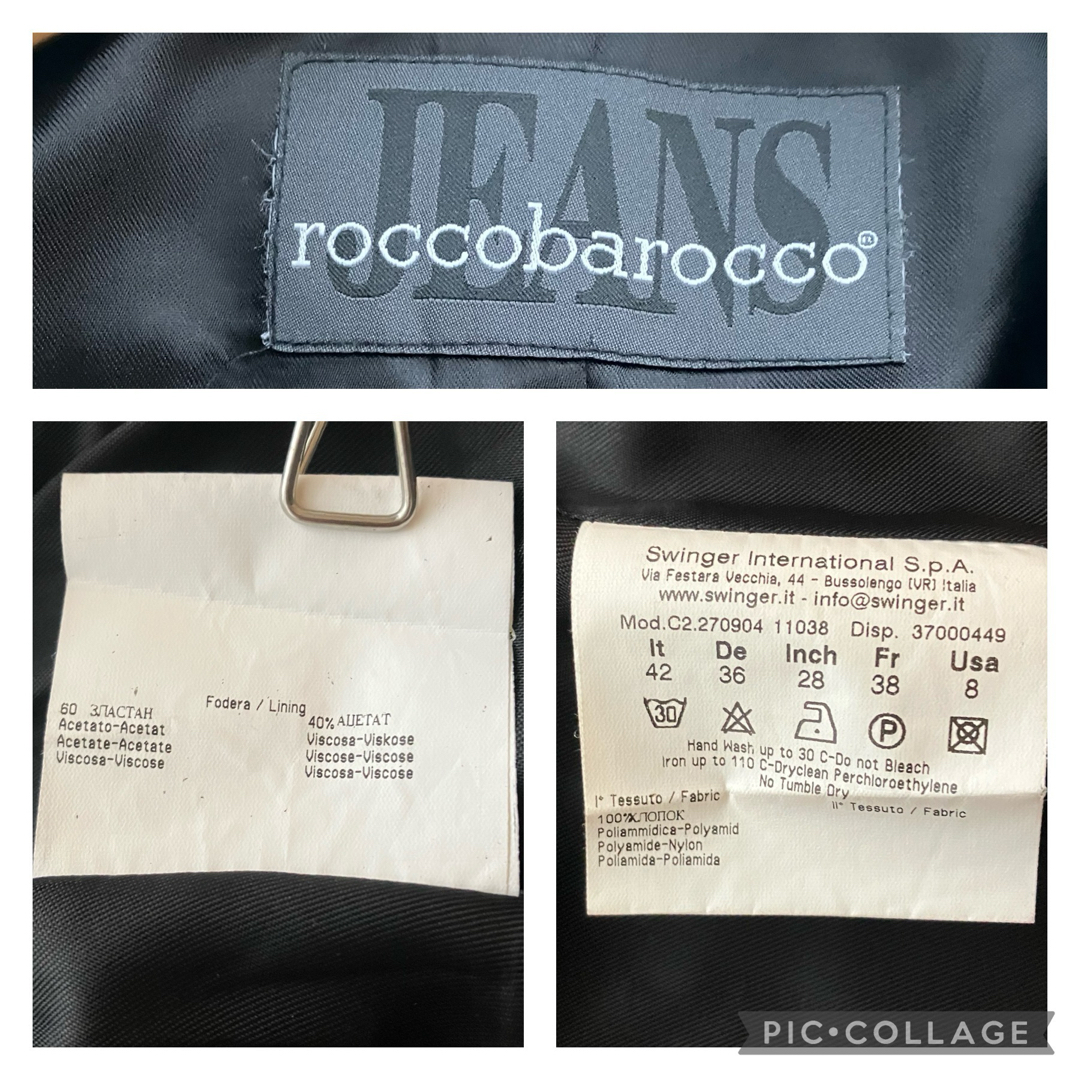 JEANS
roccobarocco®
60 ЭЛАСТАН
Acetato-Acetat
Acetate-Acetate
Viscosa-Viscose
Fodera / Lining
40% АЦЕТАТ
Viscosa-Viskose
Viscose-Viscose
Viscosa-Viscose
Swinger International S.p.A.
Via Festara Vecchia, 44 - Bussolengo (VR) Italia
www.swinger.it - info@swinger.it
Mod.C2.270904 11038 Disp. 37000449
It De Inch Fr Usa
42 36 28 38 8
30 P
Hand Wash up to 30 C-Do not Bleach
Iron up to 110 C-Dryclean Perchloroethylene
No Tumble Dry
I° Tessuto / Fabric
100%ХЛОПОК
Poliammidica-Polyamid
Polyamide-Nylon
Poliamida-Poliamida
II° Tessuto / Fabric
PIC•COLLAGE